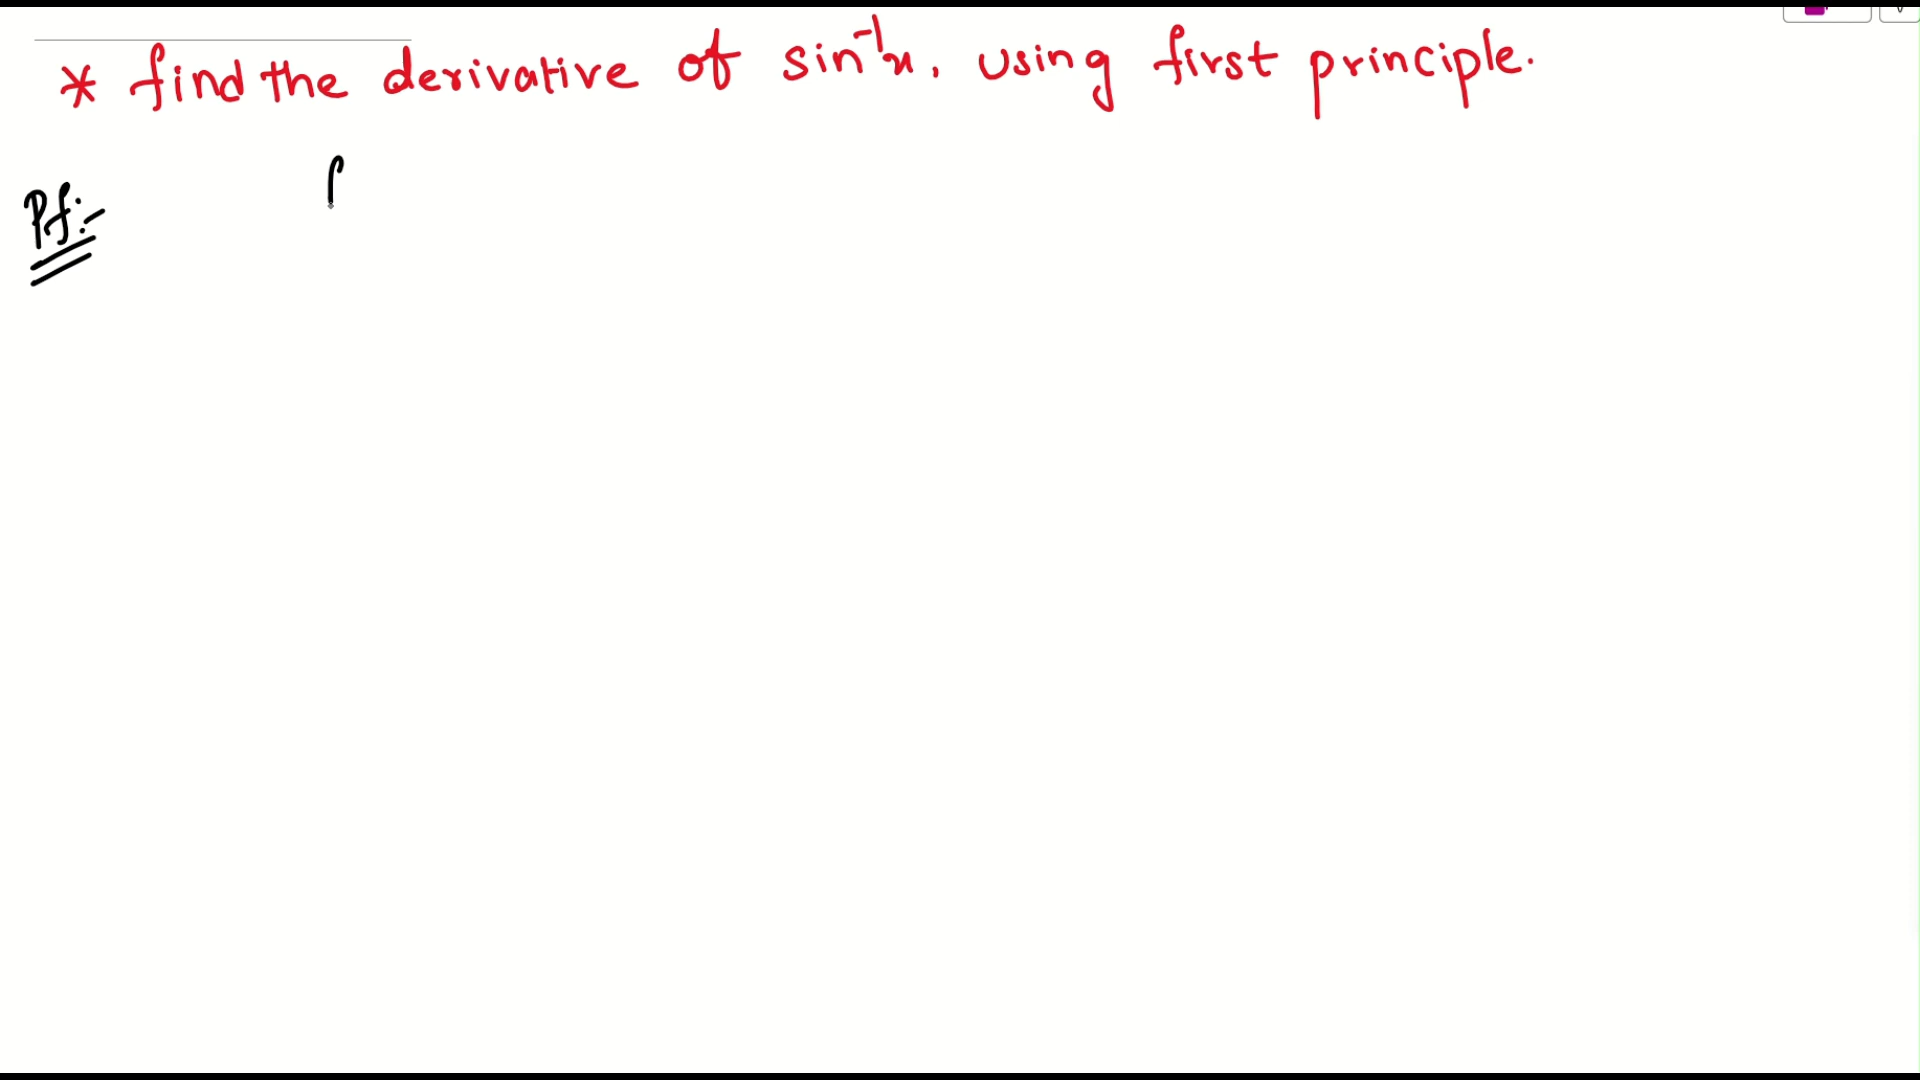 * find the derivative of sin⁻¹x, using first principle.
Pf:-